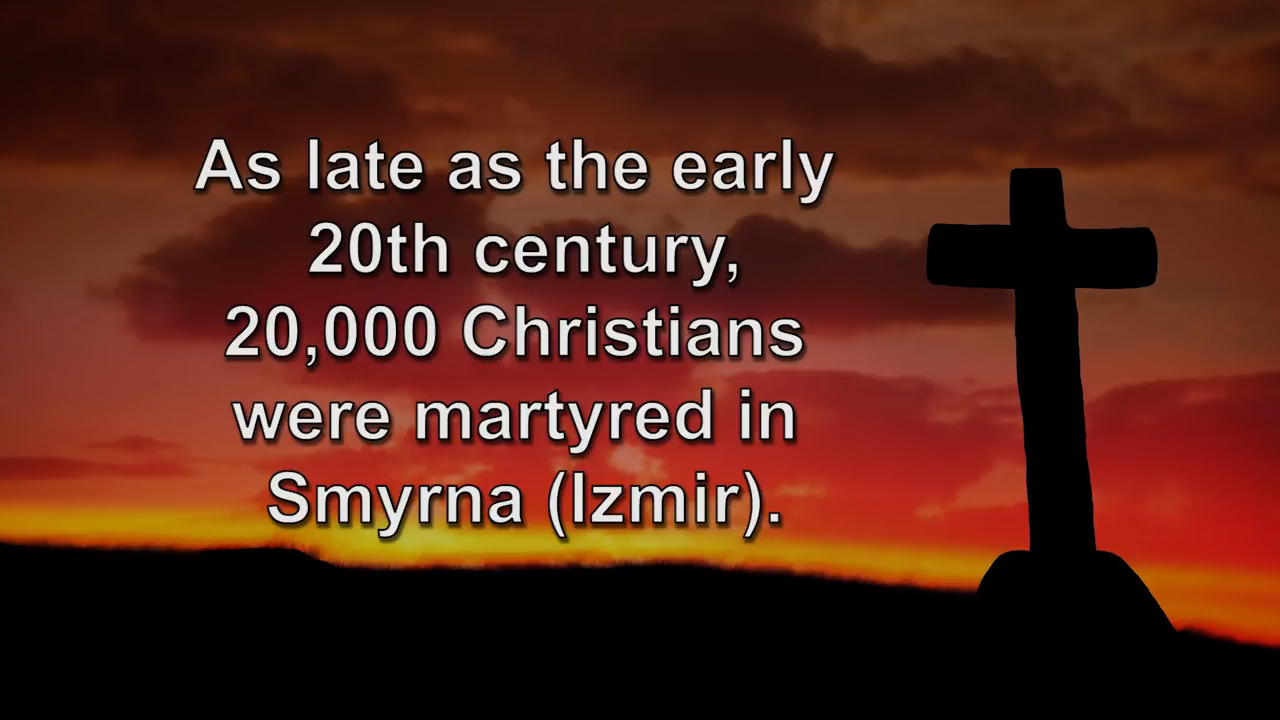 As late as the early
20th century,
20,000 Christians
were martyred in
Smyrna (Izmir).